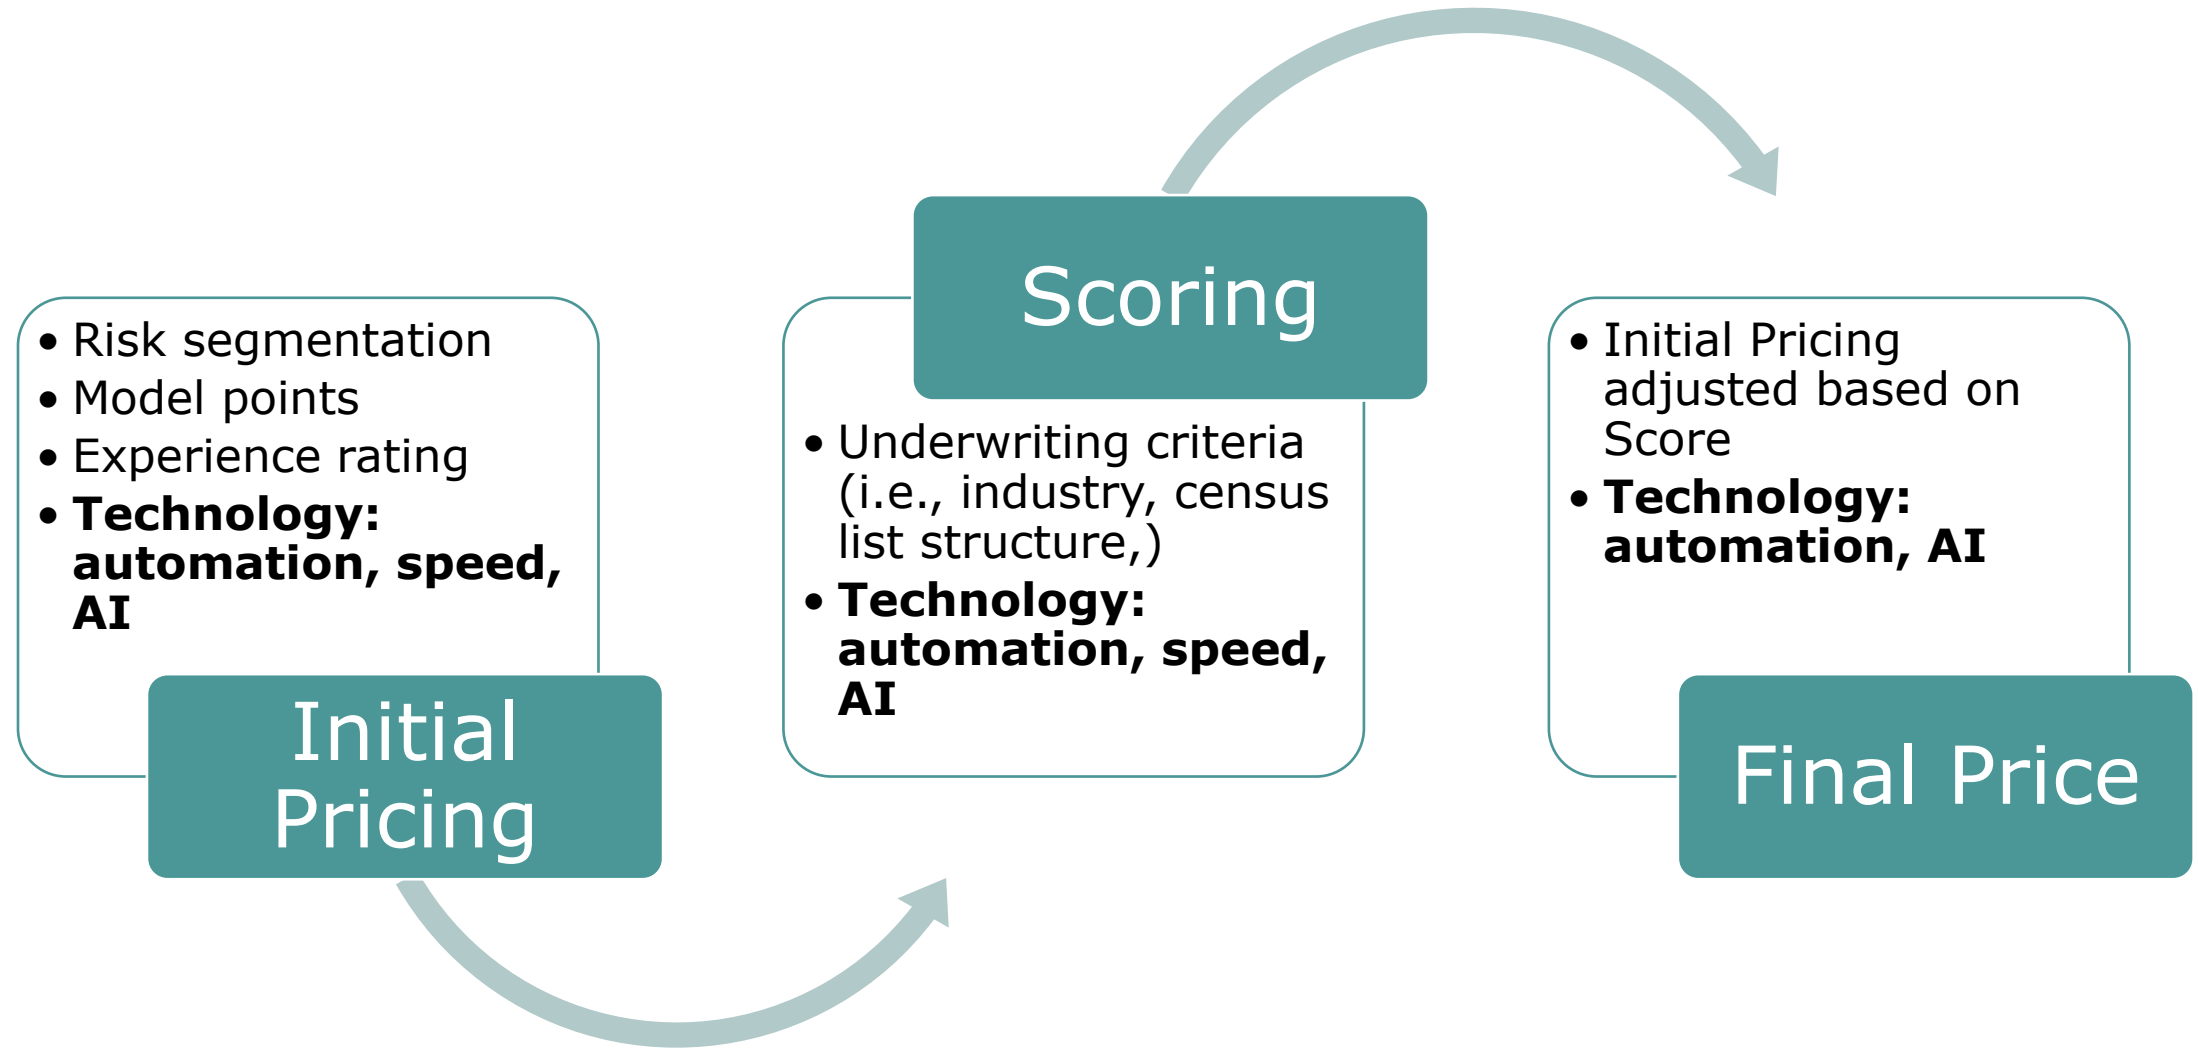 • Risk segmentation
• Model points
• Experience rating
• Technology:
automation, speed,
AI
Initial
Pricing
Scoring
• Underwriting criteria
(i.e., industry, census
list structure,)
• Technology:
automation, speed,
AI
• Initial Pricing
adjusted based on
Score
• Technology:
automation, AI
Final Price